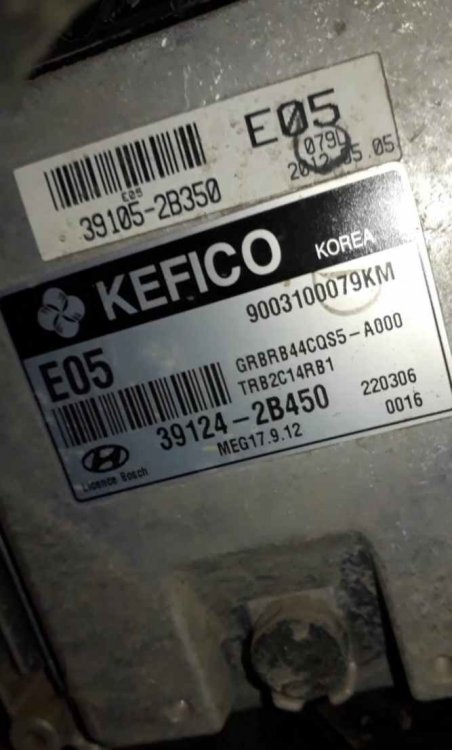 E05
079L
2012.05.05
E05
39105-2B350
KEFICO KOREA
9003100079KM
E05
GRBRB44CQS5-A000
TRB2C14RB1
39124-2B450
220306
MEG17.9.12
0016
Licence Bosch